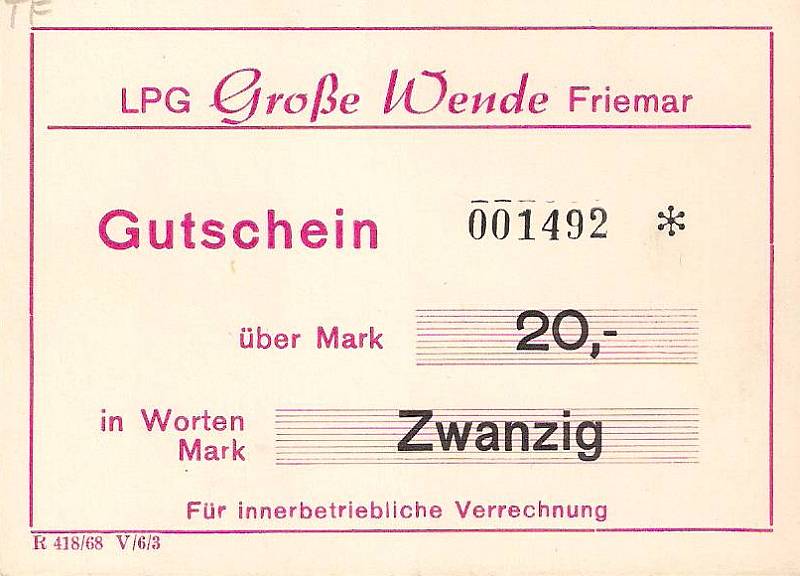 TF
LPG Große Wende Friemar
Gutschein 001492 *
über Mark 20,-
in Worten
Mark Zwanzig
Für innerbetriebliche Verrechnung
R 418/68 V/6/3